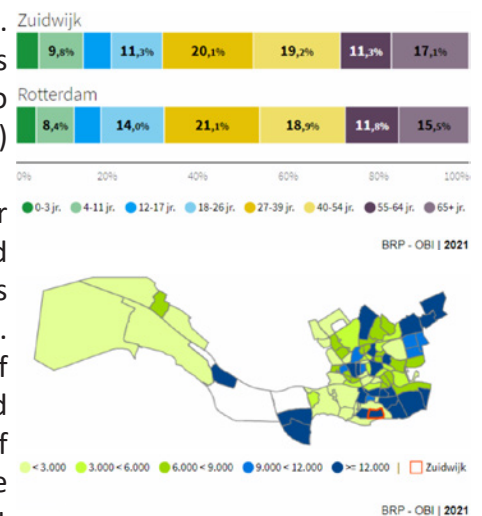 Zuidwijk
9,8% 11,3% 20,1% 19,2% 11,3% 17,1%
Rotterdam
8,4% 14,0% 21,1% 18,9% 11,8% 15,5%
0% 20% 40% 60% 80% 100%
0-3 jr. 4-11 jr. 12-17 jr. 18-26 jr. 27-39 jr. 40-54 jr. 55-64 jr. 65+ jr.
BRP - OBI | 2021
< 3.000 3.000 < 6.000 6.000 < 9.000 9.000 < 12.000 >= 12.000 | Zuidwijk
BRP - OBI | 2021